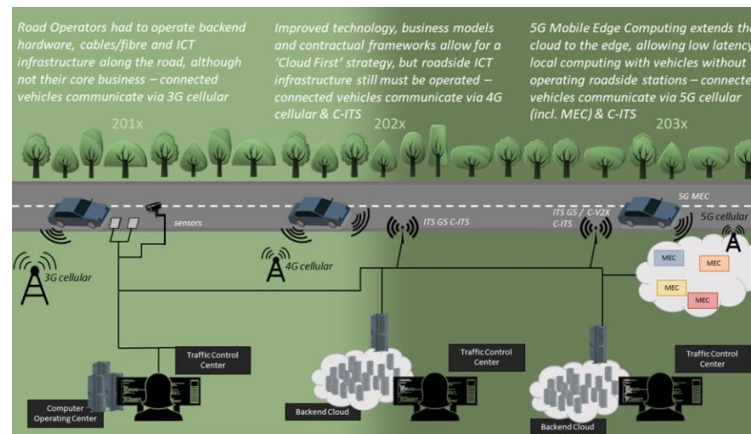 Road Operators had to operate backend
hardware, cables/fibre and ICT
infrastructure along the road, although
not their core business – connected
vehicles communicate via 3G cellular
201x
Improved technology, business models
and contractual frameworks allow for a
'Cloud First' strategy, but roadside ICT
infrastructure still must be operated –
connected vehicles communicate via 4G
cellular & C-ITS
202x
5G Mobile Edge Computing extends the
cloud to the edge, allowing low latency
local computing with vehicles without
operating roadside stations – connected
vehicles communicate via 5G cellular
(incl. MEC) & C-ITS
203x
sensors
ITS G5 C-ITS
ITS G5 / C-V2X
C-ITS
5G MEC
5G cellular
3G cellular
4G cellular
MEC
MEC
MEC
MEC
Traffic Control
Center
Computer
Operating Center
Traffic Control
Center
Backend Cloud
Traffic Control
Center
Backend Cloud